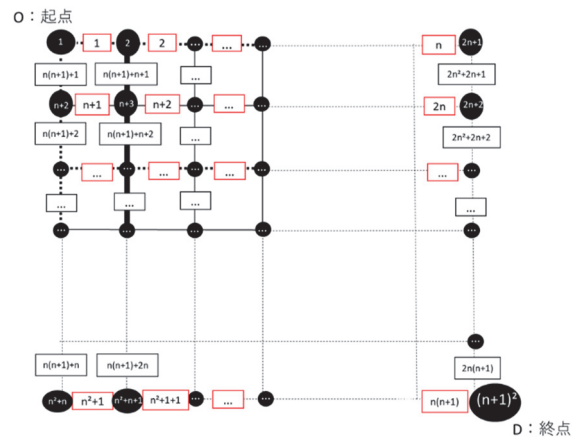 O：起点
1 1 2 2 ... ... ... n 2n+1
n(n+1)+1 n(n+1)+n+1 ... 2n²+2n+1
n+2 n+1 n+3 n+2 ... ... ... 2n 2n+2
n(n+1)+2 n(n+1)+n+2 ... 2n²+2n+2
... ... ... ... ... ... ... ... ...
... ... ... ...
... ... ... ... ...
...
n(n+1)+n n(n+1)+2n 2n(n+1)
n²+n n²+1 n²+n+1 n²+1+1 ... ... ... n(n+1) (n+1)²
D：終点